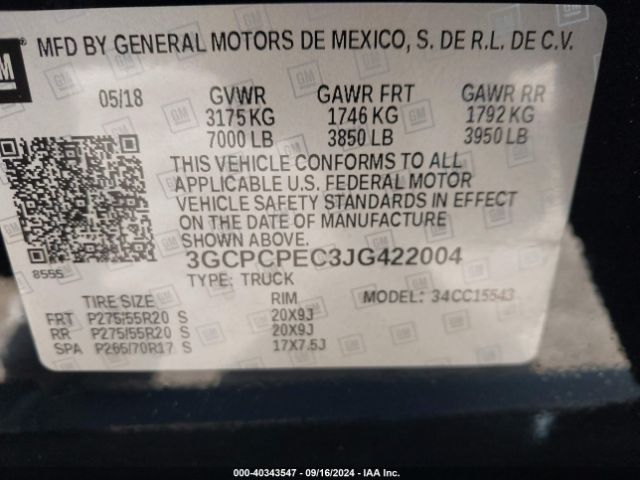 GM
MFD BY GENERAL MOTORS DE MEXICO, S. DE R.L. DE C.V.
05/18 GVWR GAWR FRT GAWR RR
3175 KG 1746 KG 1792 KG
7000 LB 3850 LB 3950 LB
THIS VEHICLE CONFORMS TO ALL
APPLICABLE U.S. FEDERAL MOTOR
VEHICLE SAFETY STANDARDS IN EFFECT
ON THE DATE OF MANUFACTURE
SHOWN ABOVE.
8555
3GCPCPEC3JG422004
TYPE: TRUCK
TIRE SIZE RIM MODEL: 34CC15543
FRT P275/55R20 S 20X9J
RR P275/55R20 S 20X9J
SPA P265/70R17 S 17X7.5J
000-40343547 - 09/16/2024 - IAA Inc.